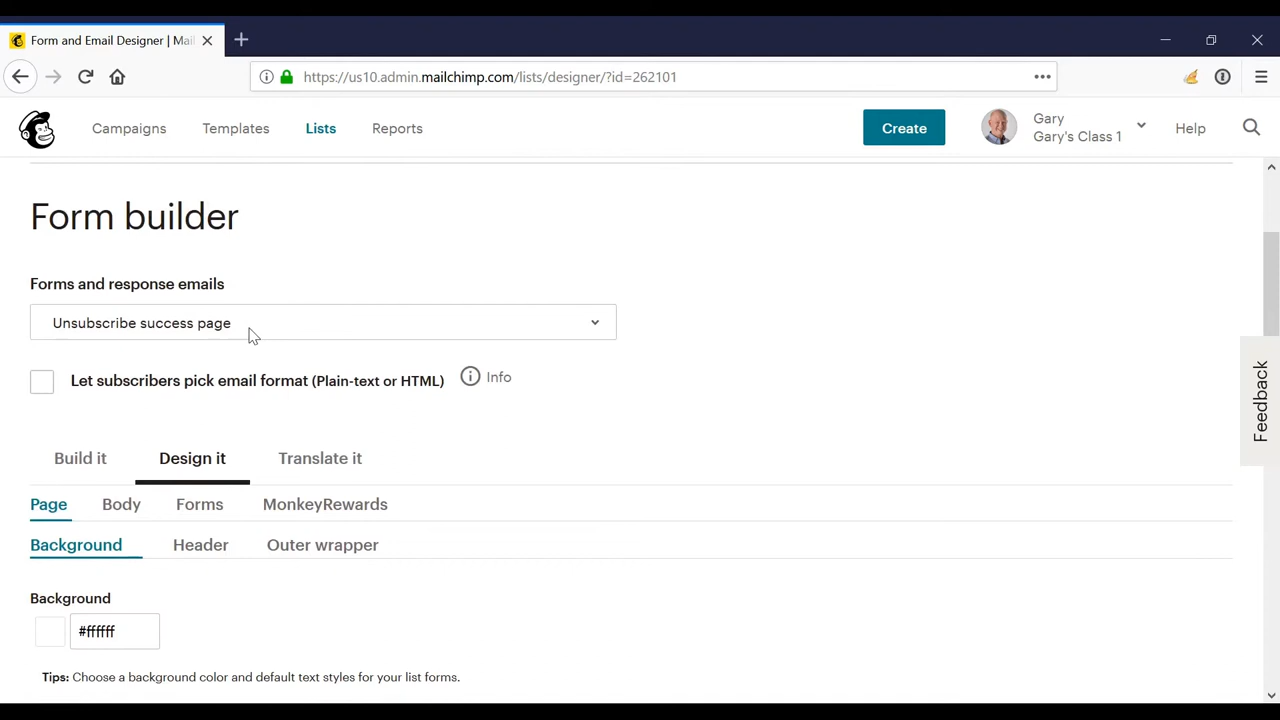 Form and Email Designer | Mail
https://us10.admin.mailchimp.com/lists/designer/?id=262101
Campaigns
Templates
Lists
Reports
Create
Gary
Gary's Class 1
Help
Form builder
Forms and response emails
Unsubscribe success page
Let subscribers pick email format (Plain-text or HTML)
Info
Feedback
Build it
Design it
Translate it
Page
Body
Forms
MonkeyRewards
Background
Header
Outer wrapper
Background
#ffffff
Tips: Choose a background color and default text styles for your list forms.